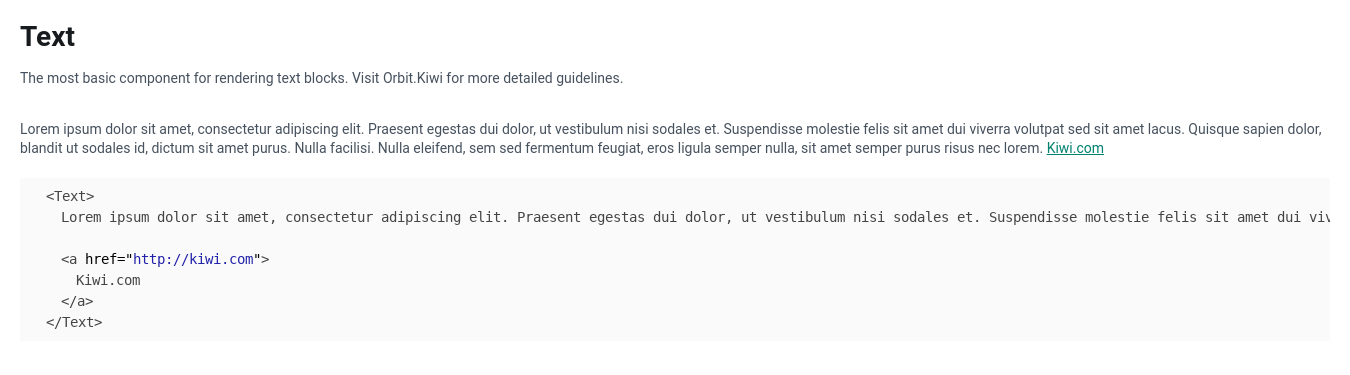 Text
The most basic component for rendering text blocks. Visit Orbit.Kiwi for more detailed guidelines.
Lorem ipsum dolor sit amet, consectetur adipiscing elit. Praesent egestas dui dolor, ut vestibulum nisi sodales et. Suspendisse molestie felis sit amet dui viverra volutpat sed sit amet lacus. Quisque sapien dolor,
blandit ut sodales id, dictum sit amet purus. Nulla facilisi. Nulla eleifend, sem sed fermentum feugiat, eros ligula semper nulla, sit amet semper purus risus nec lorem. Kiwi.com
<Text>
Lorem ipsum dolor sit amet, consectetur adipiscing elit. Praesent egestas dui dolor, ut vestibulum nisi sodales et. Suspendisse molestie felis sit amet dui viv
<a href="http://kiwi.com">
Kiwi.com
</a>
</Text>